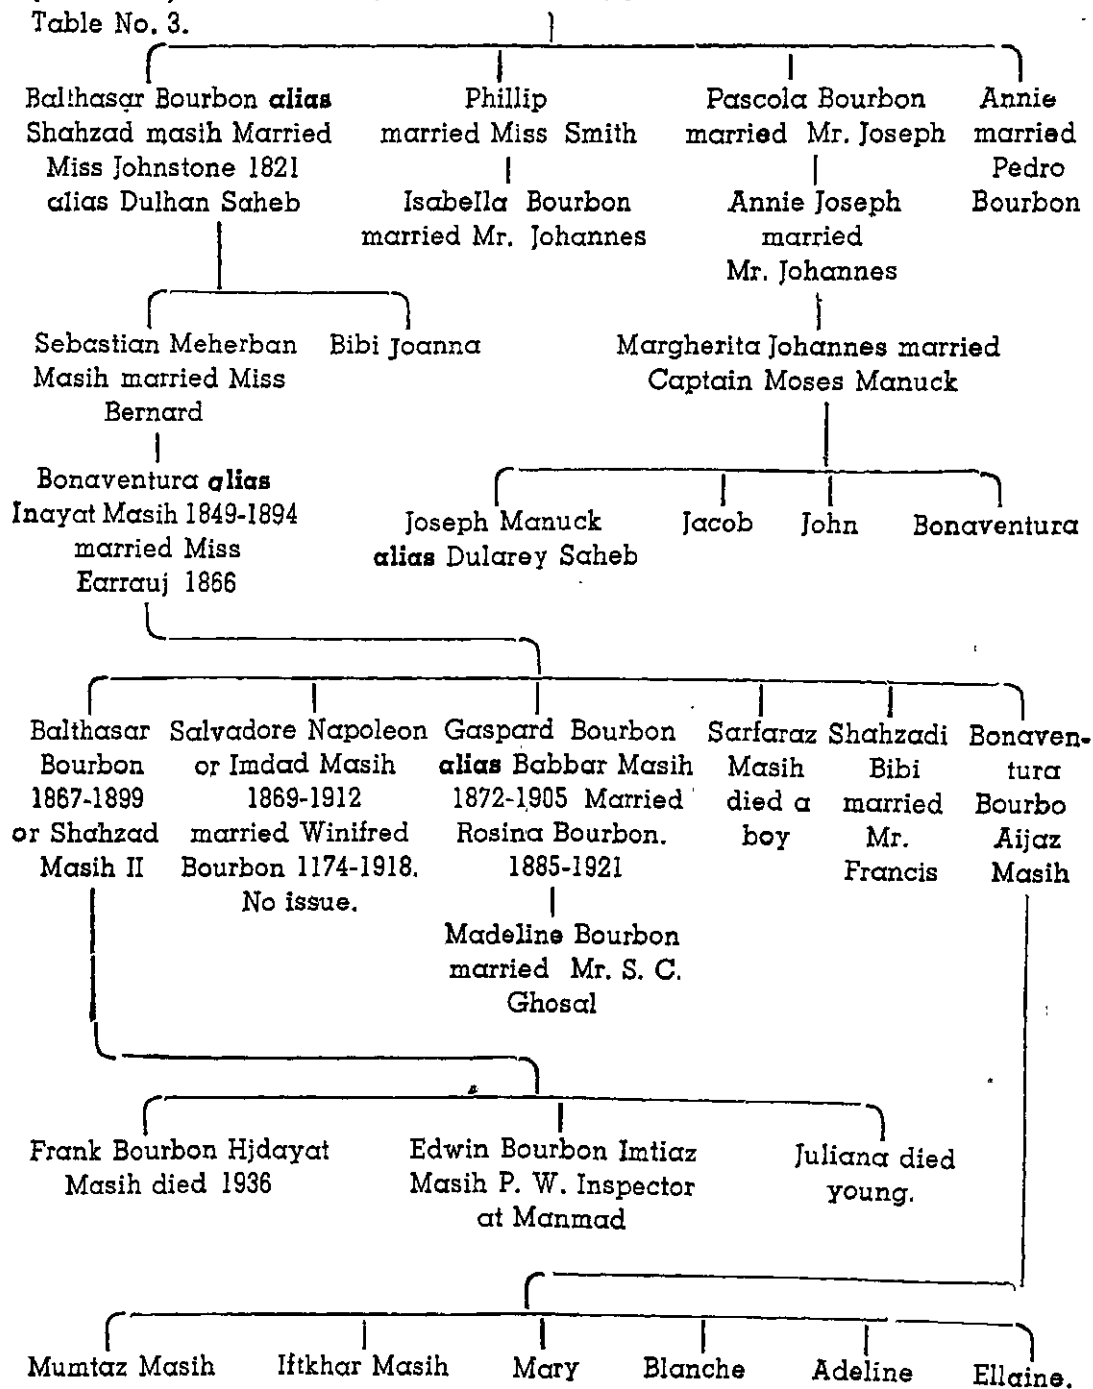 Table No. 3.
Balthasar Bourbon alias
Shahzad masih Married
Miss Johnstone 1821
alias Dulhan Saheb
Phillip
married Miss Smith
Isabella Bourbon
married Mr. Johannes
Pascola Bourbon
married Mr. Joseph
Annie Joseph
married
Mr. Johannes
Annie
married
Pedro
Bourbon
Sebastian Meherban
Masih married Miss
Bernard
Bibi Joanna
Margherita Johannes married
Captain Moses Manuck
Bonaventura alias
Inayat Masih 1849-1894
married Miss
Earrauj 1866
Joseph Manuck
alias Dularey Saheb
Jacob
John
Bonaventura
Balthasar
Bourbon
1867-1899
or Shahzad
Masih II
Salvadore Napoleon
or Imdad Masih
1869-1912
married Winifred
Bourbon 1174-1918.
No issue.
Gaspard Bourbon
alias Babbar Masih
1872-1905 Married
Rosina Bourbon.
1885-1921
Madeline Bourbon
married Mr. S. C.
Ghosal
Sarfaraz
Masih
died a
boy
Shahzadi
Bibi
married
Mr.
Francis
Bonaven-
tura
Bourbo
Aijaz
Masih
Frank Bourbon Hjdayat
Masih died 1936
Edwin Bourbon Imtiaz
Masih P. W. Inspector
at Manmad
Juliana died
young.
Mumtaz Masih
Iftkhar Masih
Mary
Blanche
Adeline
Ellaine.